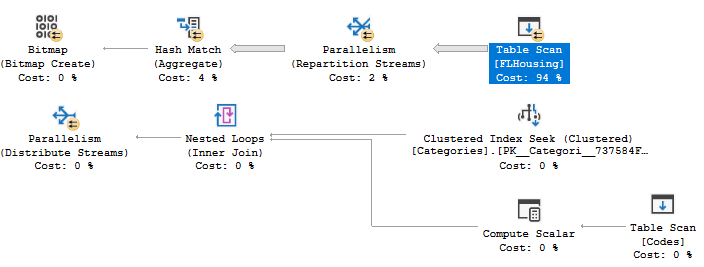 Bitmap
(Bitmap Create)
Cost: 0 %
Hash Match
(Aggregate)
Cost: 4 %
Parallelism
(Repartition Streams)
Cost: 2 %
Table Scan
[FLHousing]
Cost: 94 %
Parallelism
(Distribute Streams)
Cost: 0 %
Nested Loops
(Inner Join)
Cost: 0 %
Clustered Index Seek (Clustered)
[Categories].[PK__Categori__737584F…
Cost: 0 %
Compute Scalar
Cost: 0 %
Table Scan
[Codes]
Cost: 0 %